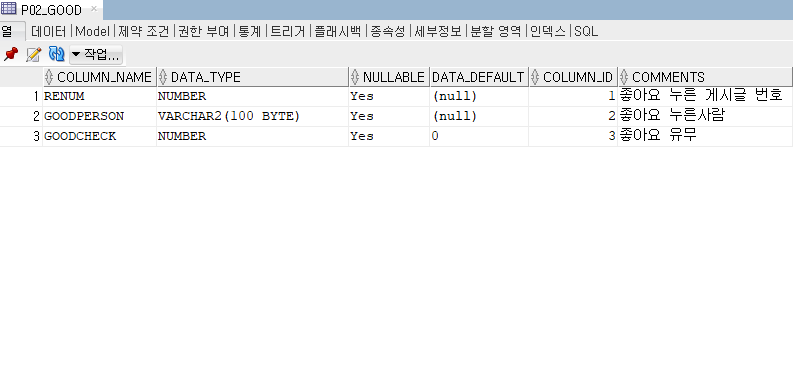 P02_GOOD
열 데이터 Model 제약 조건 권한 부여 통계 트리거 플래시백 종속성 세부정보 분할 영역 인덱스 SQL
작업...
COLUMN_NAME DATA_TYPE NULLABLE DATA_DEFAULT COLUMN_ID COMMENTS
1 RENUM NUMBER Yes (null) 1 좋아요 누른 게시글 번호
2 GOODPERSON VARCHAR2(100 BYTE) Yes (null) 2 좋아요 누른사람
3 GOODCHECK NUMBER Yes 0 3 좋아요 유무